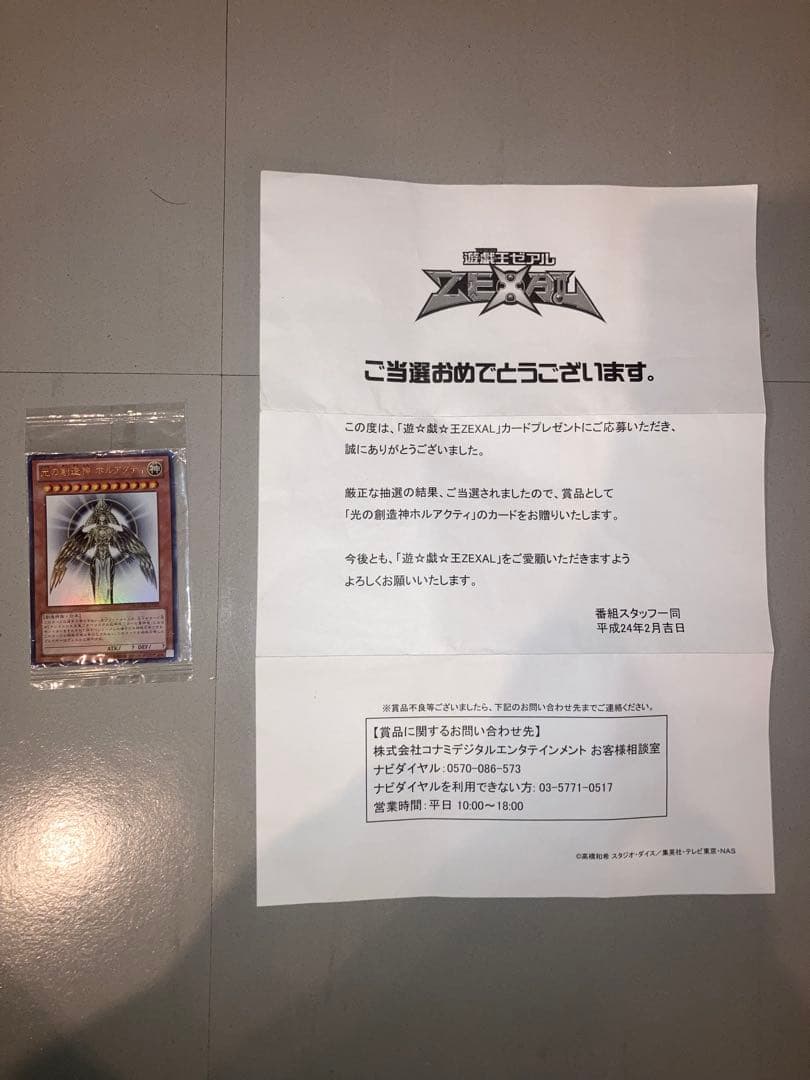 遊戯王ゼアル
ZEXAL
ご当選おめでとうございます。
この度は、「遊☆戯☆王ZEXAL」カードプレゼントにご応募いただき、
誠にありがとうございました。
厳正な抽選の結果、ご当選されましたので、賞品として
「光の創造神ホルアクティ」のカードをお贈りいたします。
今後とも、「遊☆戯☆王ZEXAL」をご愛願いただきますよう
よろしくお願いいたします。
番組スタッフ一同
平成24年2月吉日
※賞品不良等ございましたら、下記のお問い合わせ先までご連絡ください。
【賞品に関するお問い合わせ先】
株式会社コナミデジタルエンタテインメント お客様相談室
ナビダイヤル：0570-086-573
ナビダイヤルを利用できない方：03-5771-0517
営業時間：平日 10:00～18:00
©高橋和希 スタジオ・ダイス／集英社・テレビ東京・NAS
光の創造神 ホルアクティ
神
ATK/ ? DEF/